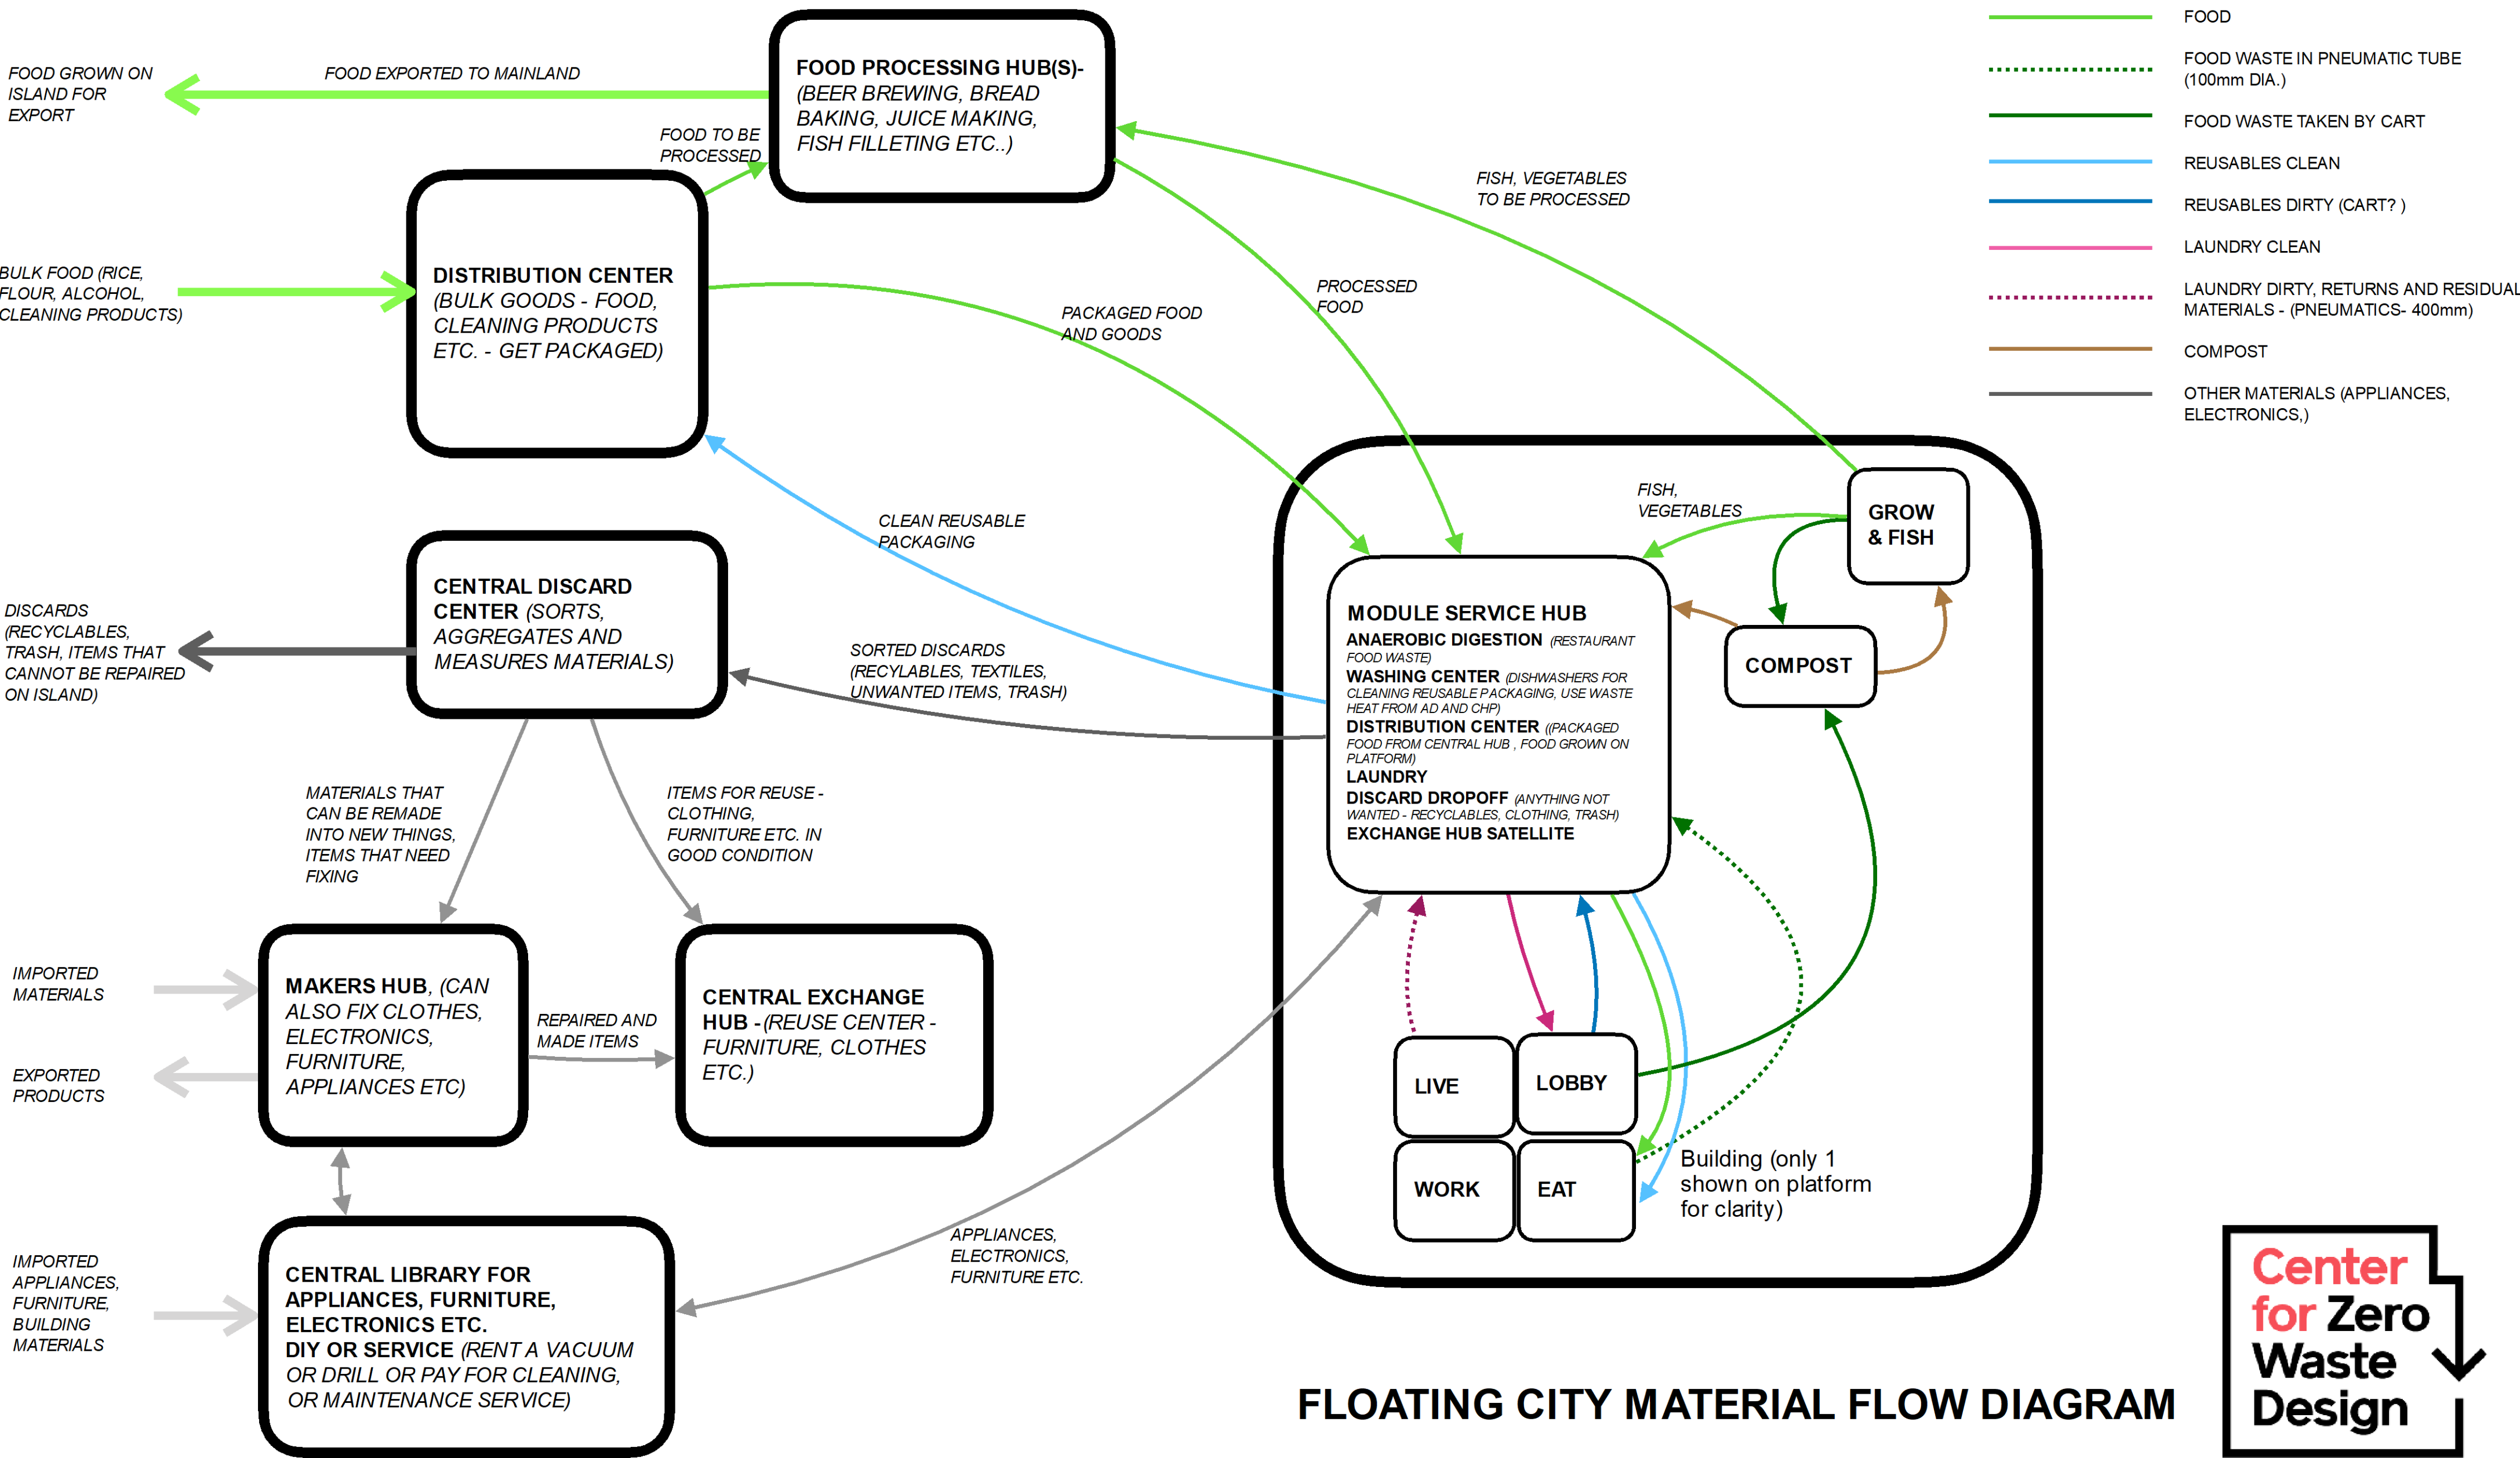 FOOD GROWN ON
ISLAND FOR
EXPORT
FOOD EXPORTED TO MAINLAND
FOOD PROCESSING HUB(S)-
(BEER BREWING, BREAD
BAKING, JUICE MAKING,
FISH FILLETING ETC..)
FOOD TO BE
PROCESSED
BULK FOOD (RICE,
FLOUR, ALCOHOL,
CLEANING PRODUCTS)
DISTRIBUTION CENTER
(BULK GOODS - FOOD,
CLEANING PRODUCTS
ETC. - GET PACKAGED)
FISH, VEGETABLES
TO BE PROCESSED
PROCESSED
FOOD
PACKAGED FOOD
AND GOODS
FOOD
FOOD WASTE IN PNEUMATIC TUBE
(100mm DIA.)
FOOD WASTE TAKEN BY CART
REUSABLES CLEAN
REUSABLES DIRTY (CART? )
LAUNDRY CLEAN
LAUNDRY DIRTY, RETURNS AND RESIDUAL
MATERIALS - (PNEUMATICS- 400mm)
COMPOST
OTHER MATERIALS (APPLIANCES,
ELECTRONICS,)
CLEAN REUSABLE
PACKAGING
DISCARDS
(RECYCLABLES,
TRASH, ITEMS THAT
CANNOT BE REPAIRED
ON ISLAND)
CENTRAL DISCARD
CENTER (SORTS,
AGGREGATES AND
MEASURES MATERIALS)
SORTED DISCARDS
(RECYLABLES, TEXTILES,
UNWANTED ITEMS, TRASH)
FISH,
VEGETABLES
GROW
& FISH
COMPOST
MODULE SERVICE HUB
ANAEROBIC DIGESTION (RESTAURANT
FOOD WASTE)
WASHING CENTER (DISHWASHERS FOR
CLEANING REUSABLE PACKAGING, USE WASTE
HEAT FROM AD AND CHP)
DISTRIBUTION CENTER ((PACKAGED
FOOD FROM CENTRAL HUB , FOOD GROWN ON
PLATFORM)
LAUNDRY
DISCARD DROPOFF (ANYTHING NOT
WANTED - RECYCLABLES, CLOTHING, TRASH)
EXCHANGE HUB SATELLITE
MATERIALS THAT
CAN BE REMADE
INTO NEW THINGS,
ITEMS THAT NEED
FIXING
ITEMS FOR REUSE -
CLOTHING,
FURNITURE ETC. IN
GOOD CONDITION
IMPORTED
MATERIALS
EXPORTED
PRODUCTS
MAKERS HUB, (CAN
ALSO FIX CLOTHES,
ELECTRONICS,
FURNITURE,
APPLIANCES ETC)
REPAIRED AND
MADE ITEMS
CENTRAL EXCHANGE
HUB -(REUSE CENTER -
FURNITURE, CLOTHES
ETC.)
LIVE
LOBBY
WORK
EAT
Building (only 1
shown on platform
for clarity)
IMPORTED
APPLIANCES,
FURNITURE,
BUILDING
MATERIALS
CENTRAL LIBRARY FOR
APPLIANCES, FURNITURE,
ELECTRONICS ETC.
DIY OR SERVICE (RENT A VACUUM
OR DRILL OR PAY FOR CLEANING,
OR MAINTENANCE SERVICE)
APPLIANCES,
ELECTRONICS,
FURNITURE ETC.
FLOATING CITY MATERIAL FLOW DIAGRAM
Center
for Zero
Waste
Design